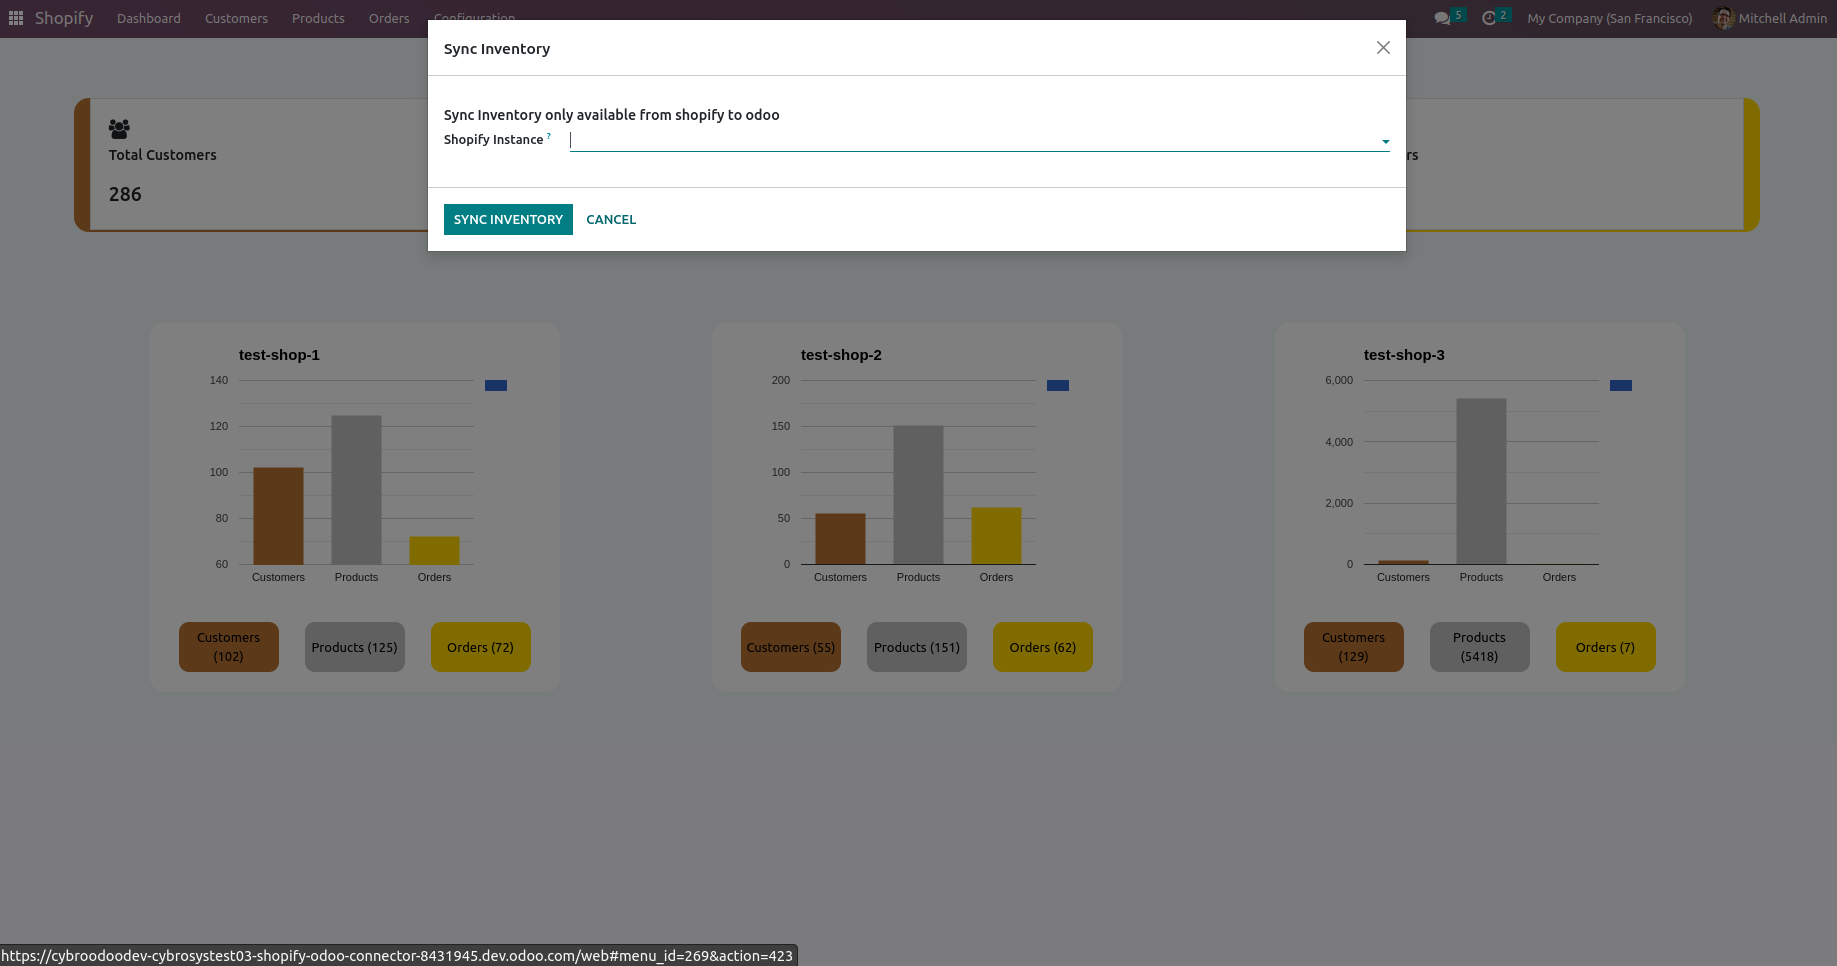 Shopify Dashboard Customers Products Orders Configuration 5 2 My Company (San Francisco) Mitchell Admin
Sync Inventory
Sync Inventory only available from shopify to odoo
Shopify Instance ?
SYNC INVENTORY CANCEL
Total Customers
286
rs
test-shop-1
140
120
100
80
60
Customers Products Orders
Customers
(102)
Products (125)
Orders (72)
test-shop-2
200
150
100
50
0
Customers Products Orders
Customers (55)
Products (151)
Orders (62)
test-shop-3
6,000
4,000
2,000
0
Customers Products Orders
Customers
(129)
Products
(5418)
Orders (7)
https://cybroodoodev-cybrosystest03-shopify-odoo-connector-8431945.dev.odoo.com/web#menu_id=269&action=423